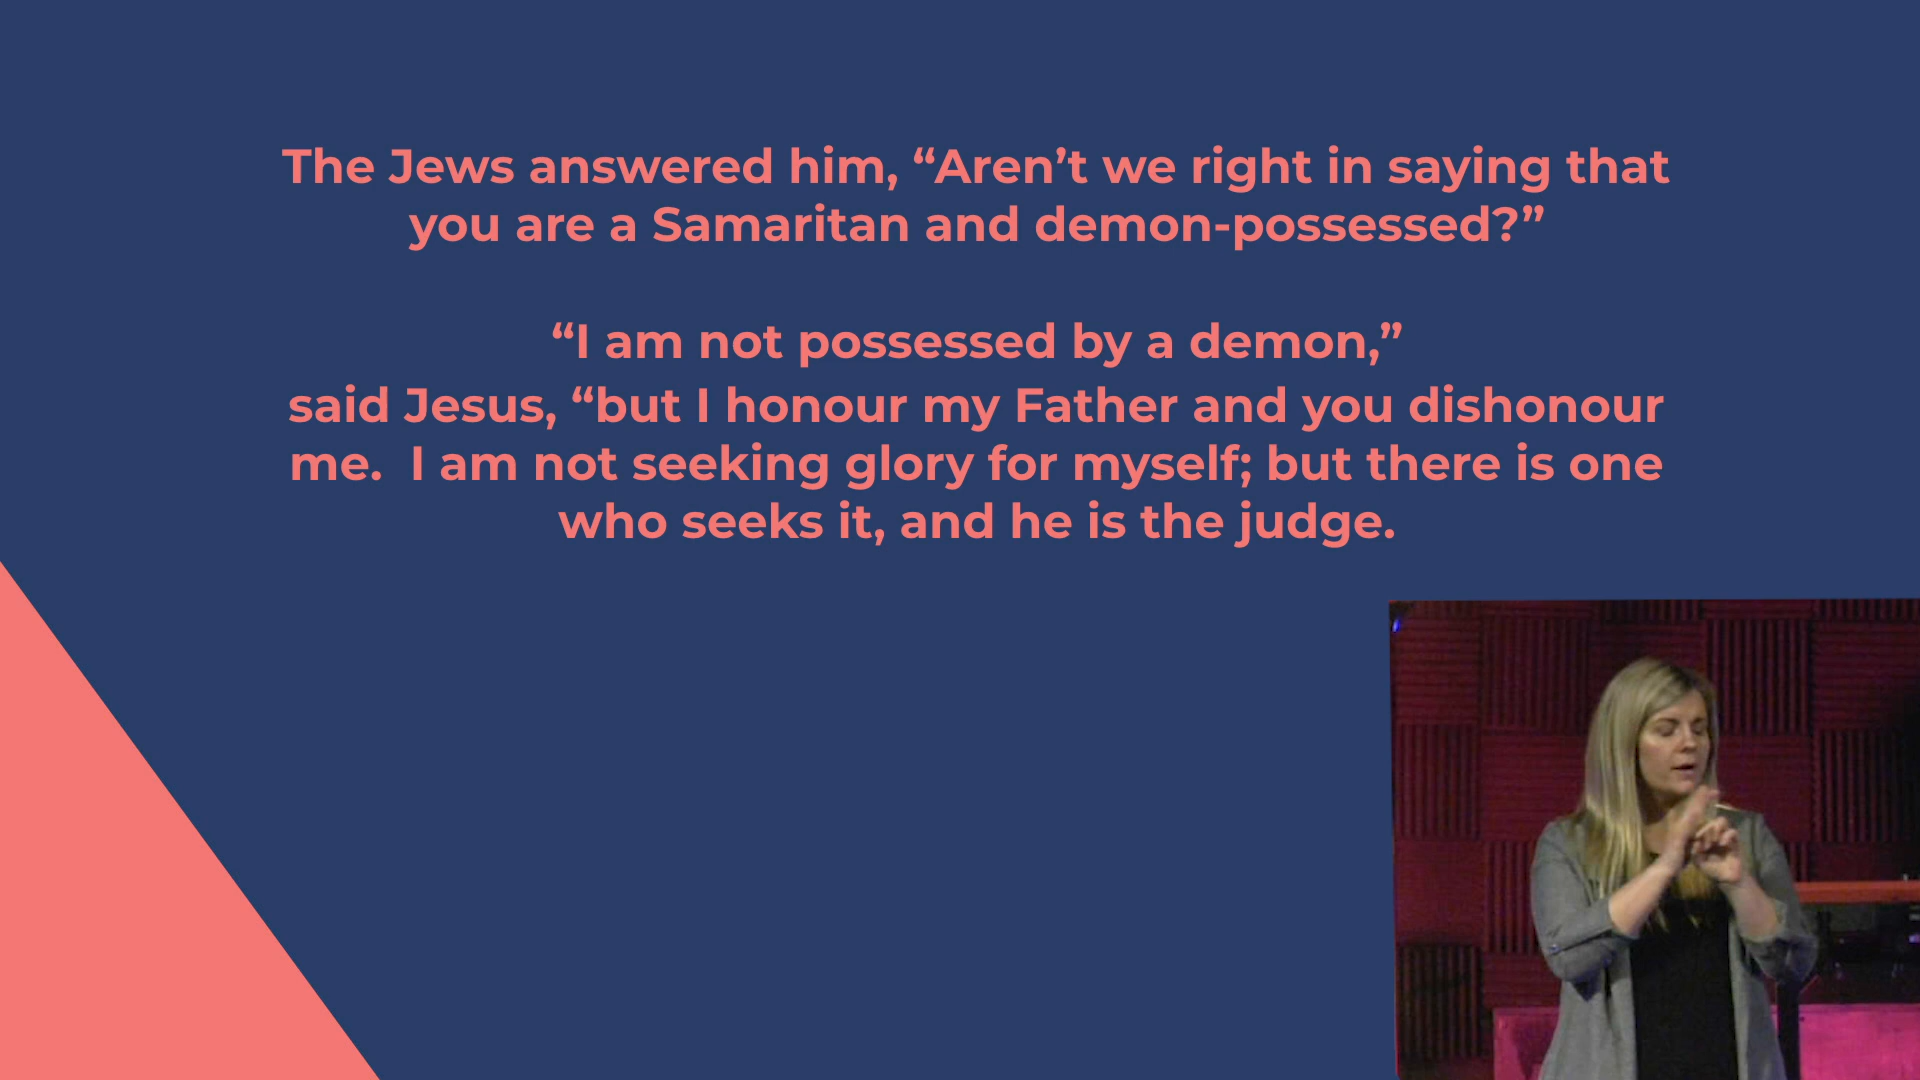 The Jews answered him, “Aren’t we right in saying that
you are a Samaritan and demon-possessed?”
“I am not possessed by a demon,”
said Jesus, “but I honour my Father and you dishonour
me.  I am not seeking glory for myself; but there is one
who seeks it, and he is the judge.